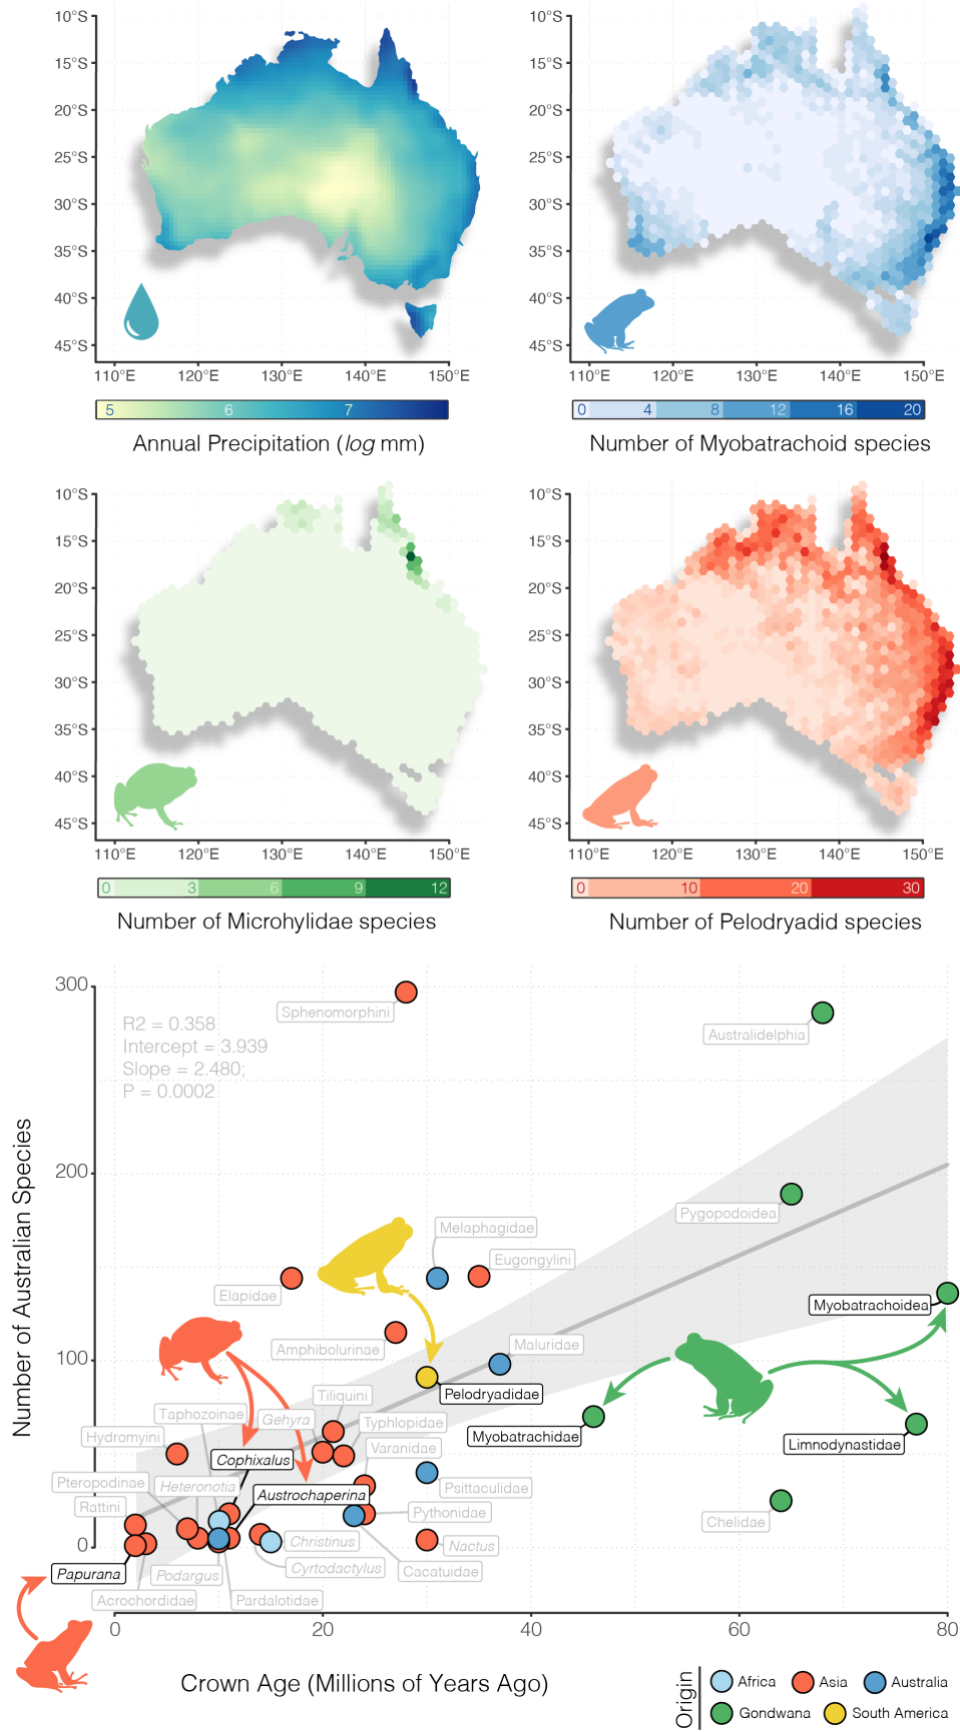 10°S
15°S
20°S
25°S
30°S
35°S
40°S
45°S
110°E 120°E 130°E 140°E 150°E
5 6 7
Annual Precipitation (log mm)
10°S
15°S
20°S
25°S
30°S
35°S
40°S
45°S
110°E 120°E 130°E 140°E 150°E
0 4 8 12 16 20
Number of Myobatrachoid species
10°S
15°S
20°S
25°S
30°S
35°S
40°S
45°S
110°E 120°E 130°E 140°E 150°E
0 3 6 9 12
Number of Microhylidae species
10°S
15°S
20°S
25°S
30°S
35°S
40°S
45°S
110°E 120°E 130°E 140°E 150°E
0 10 20 30
Number of Pelodryadid species
Number of Australian Species
300
200
100
0
R2 = 0.358
Intercept = 3.939
Slope = 2.480;
P = 0.0002
Sphenomorphini
Australidelphia
Pygopodoidea
Melaphagidae
Eugongylini
Elapidae
Myobatrachoidea
Amphibolurinae
Maluridae
Pelodryadidae
Tiliquini
Taphozoinae
Gehyra
Typhlopidae
Hydromyini
Myobatrachidae
Limnodynastidae
Varanidae
Cophixalus
Pteropodinae
Heteronotia
Austrochaperina
Psittaculidae
Rattini
Pythonidae
Chelidae
Christinus
Nactus
Papurana
Podargus
Cyrtodactylus
Cacatuidae
Acrochordidae
Pardalotidae
0 20 40 60 80
Crown Age (Millions of Years Ago)
Origin
Africa Asia Australia
Gondwana South America